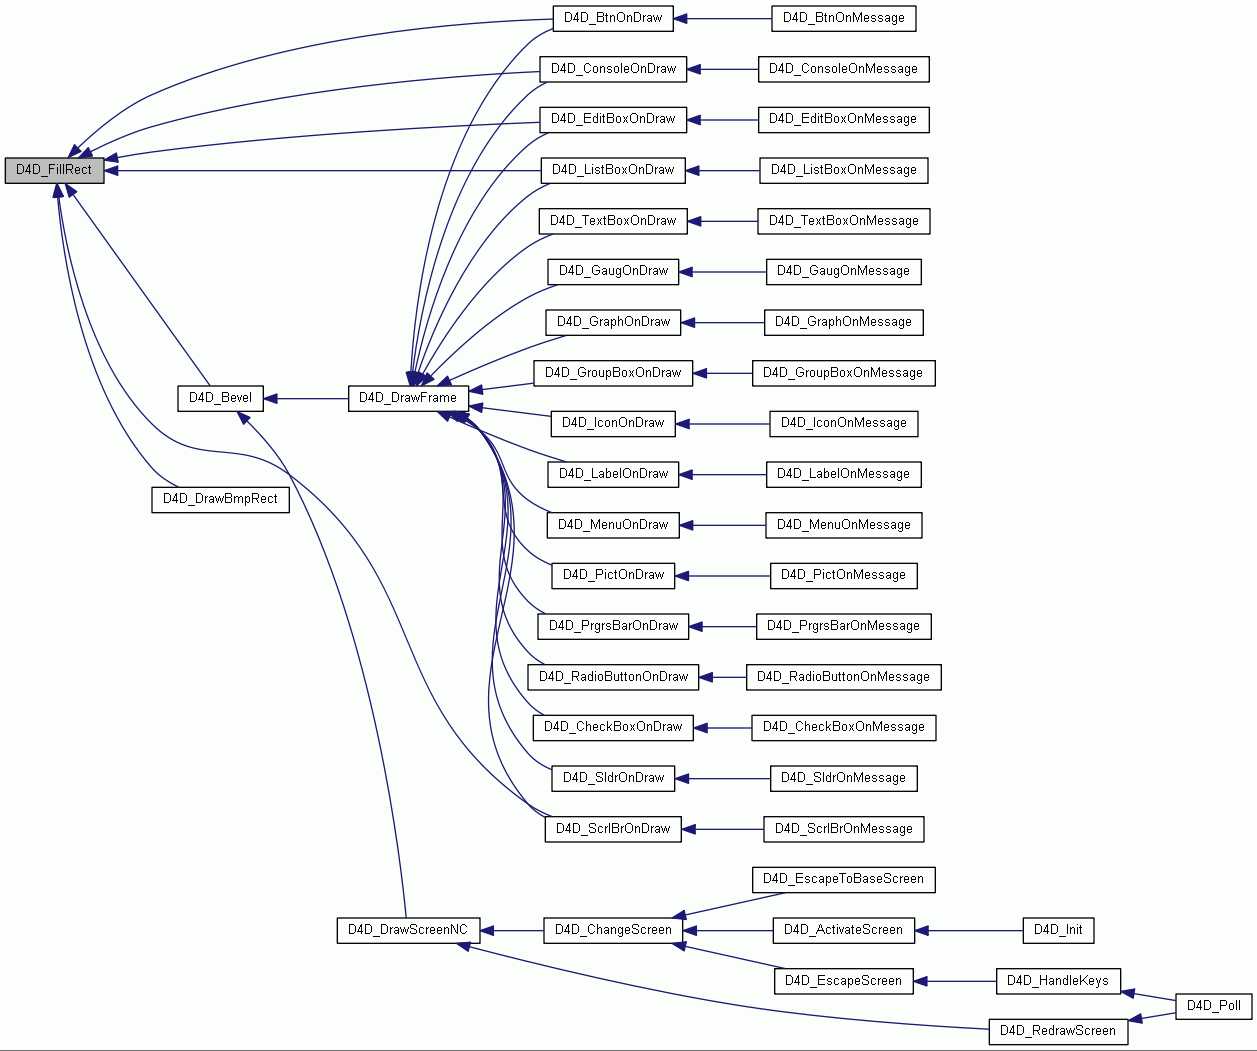 D4D_BtnOnDraw
D4D_BtnOnMessage
D4D_ConsoleOnDraw
D4D_ConsoleOnMessage
D4D_EditBoxOnDraw
D4D_EditBoxOnMessage
D4D_FillRect
D4D_ListBoxOnDraw
D4D_ListBoxOnMessage
D4D_TextBoxOnDraw
D4D_TextBoxOnMessage
D4D_GaugOnDraw
D4D_GaugOnMessage
D4D_GraphOnDraw
D4D_GraphOnMessage
D4D_GroupBoxOnDraw
D4D_GroupBoxOnMessage
D4D_Bevel
D4D_DrawFrame
D4D_IconOnDraw
D4D_IconOnMessage
D4D_LabelOnDraw
D4D_LabelOnMessage
D4D_DrawBmpRect
D4D_MenuOnDraw
D4D_MenuOnMessage
D4D_PictOnDraw
D4D_PictOnMessage
D4D_PrgrsBarOnDraw
D4D_PrgrsBarOnMessage
D4D_RadioButtonOnDraw
D4D_RadioButtonOnMessage
D4D_CheckBoxOnDraw
D4D_CheckBoxOnMessage
D4D_SldrOnDraw
D4D_SldrOnMessage
D4D_ScrlBrOnDraw
D4D_ScrlBrOnMessage
D4D_EscapeToBaseScreen
D4D_DrawScreenNC
D4D_ChangeScreen
D4D_ActivateScreen
D4D_Init
D4D_EscapeScreen
D4D_HandleKeys
D4D_Poll
D4D_RedrawScreen